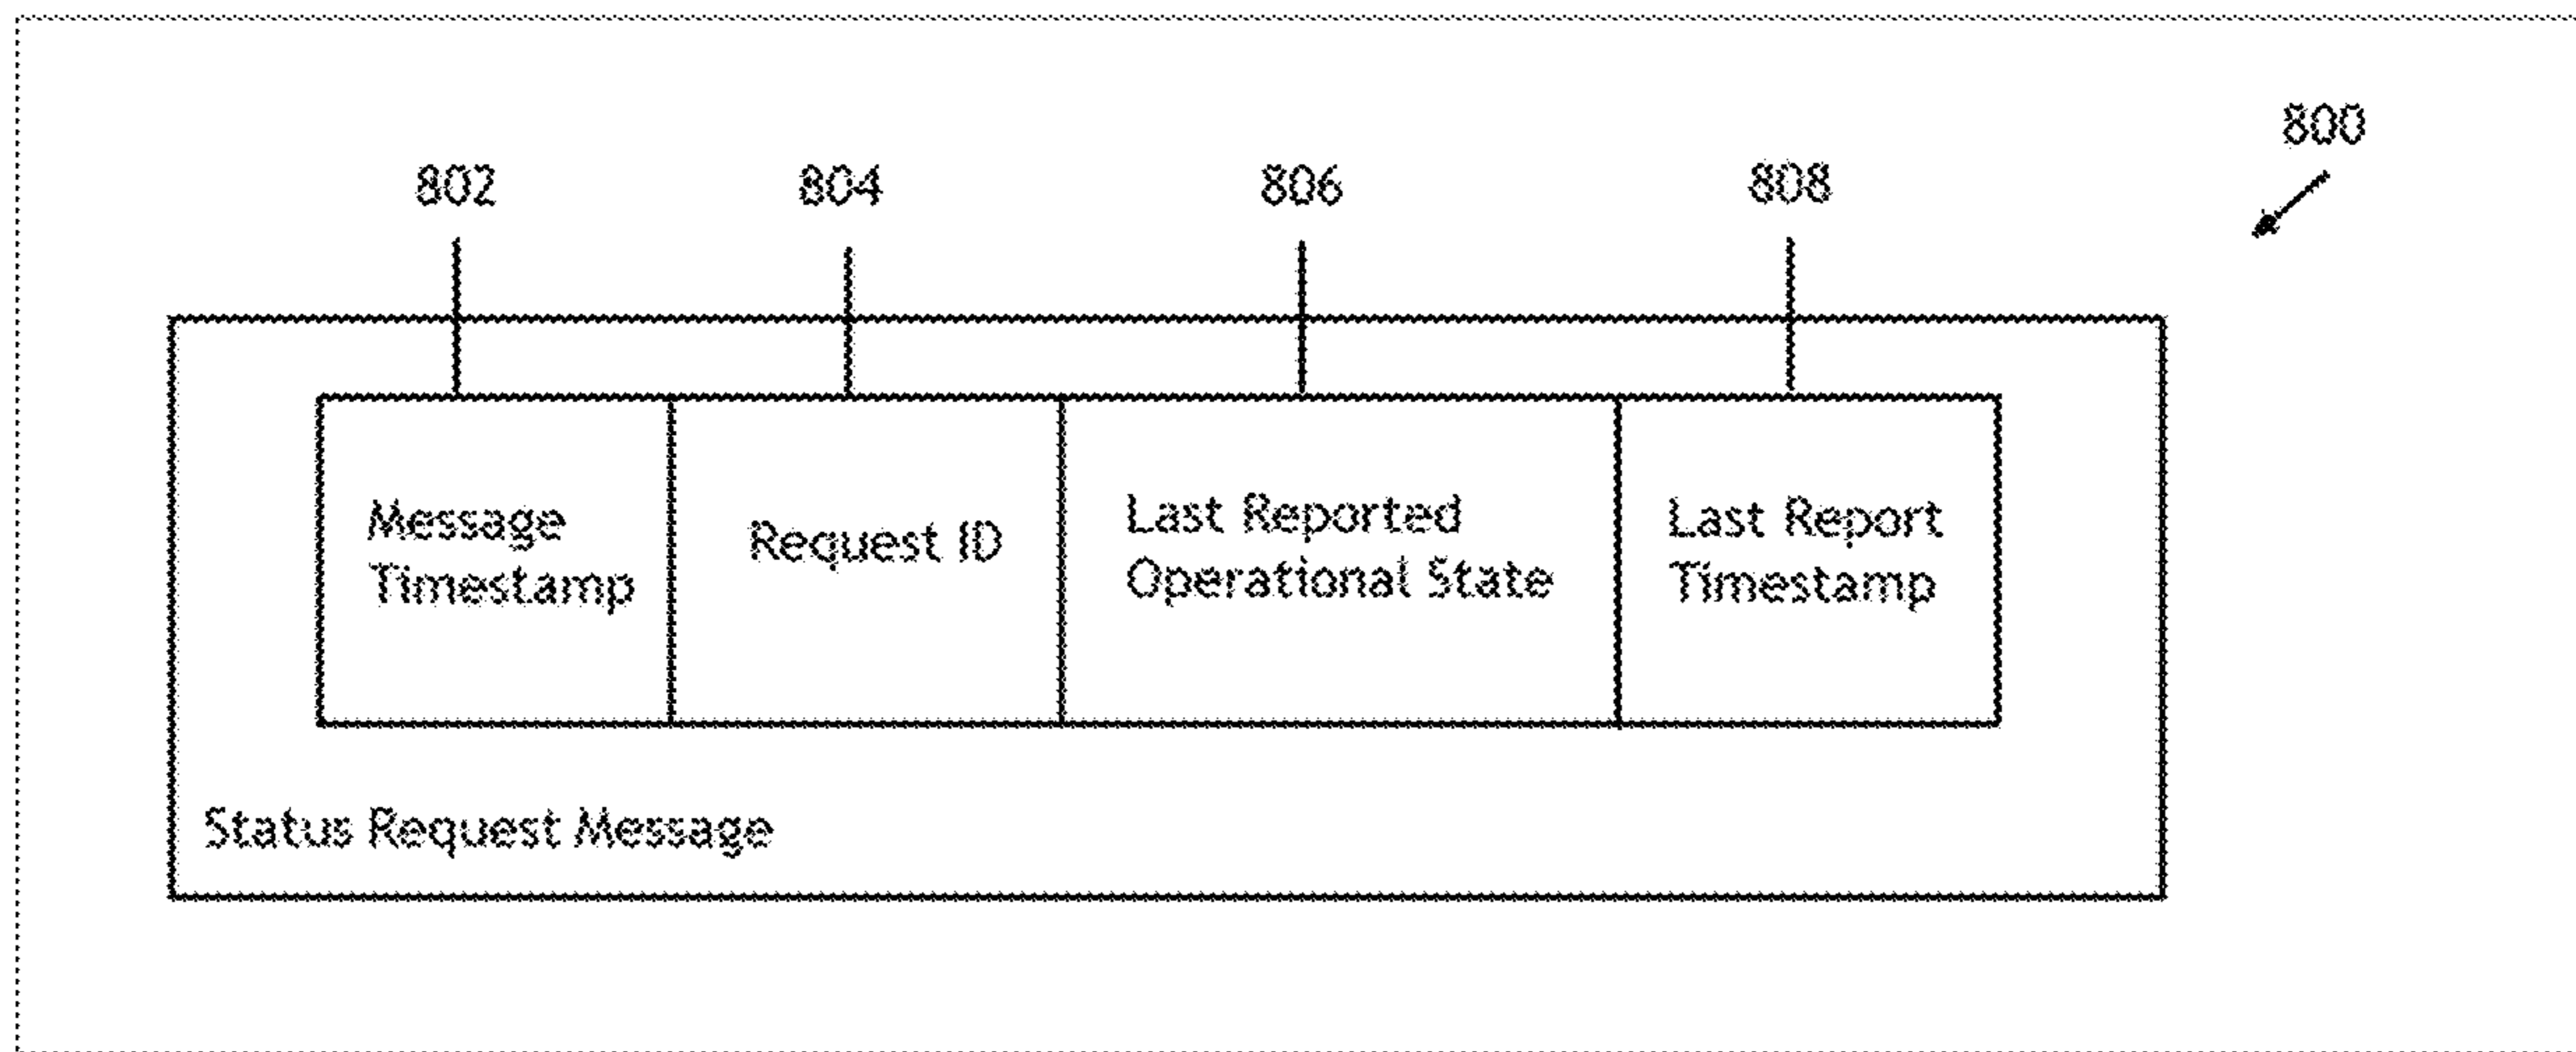 800
802 804 806 808
Message
Timestamp
Request ID
Last Reported
Operational State
Last Report
Timestamp
Status Request Message